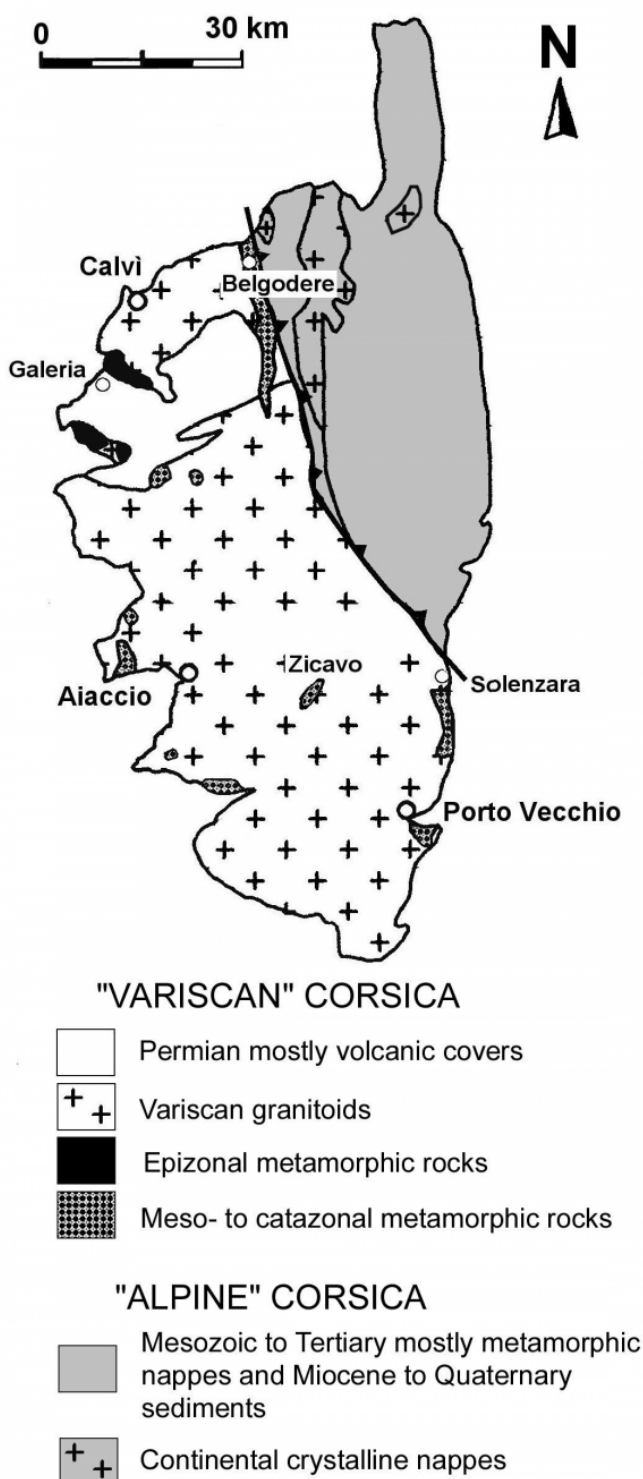 0 30 km
N
Calvì
Belgodere
Galeria
Zicavo
Aiaccio
Solenzara
Porto Vecchio
"VARISCAN" CORSICA
Permian mostly volcanic covers
Variscan granitoids
Epizonal metamorphic rocks
Meso- to catazonal metamorphic rocks
"ALPINE" CORSICA
Mesozoic to Tertiary mostly metamorphic
nappes and Miocene to Quaternary
sediments
Continental crystalline nappes